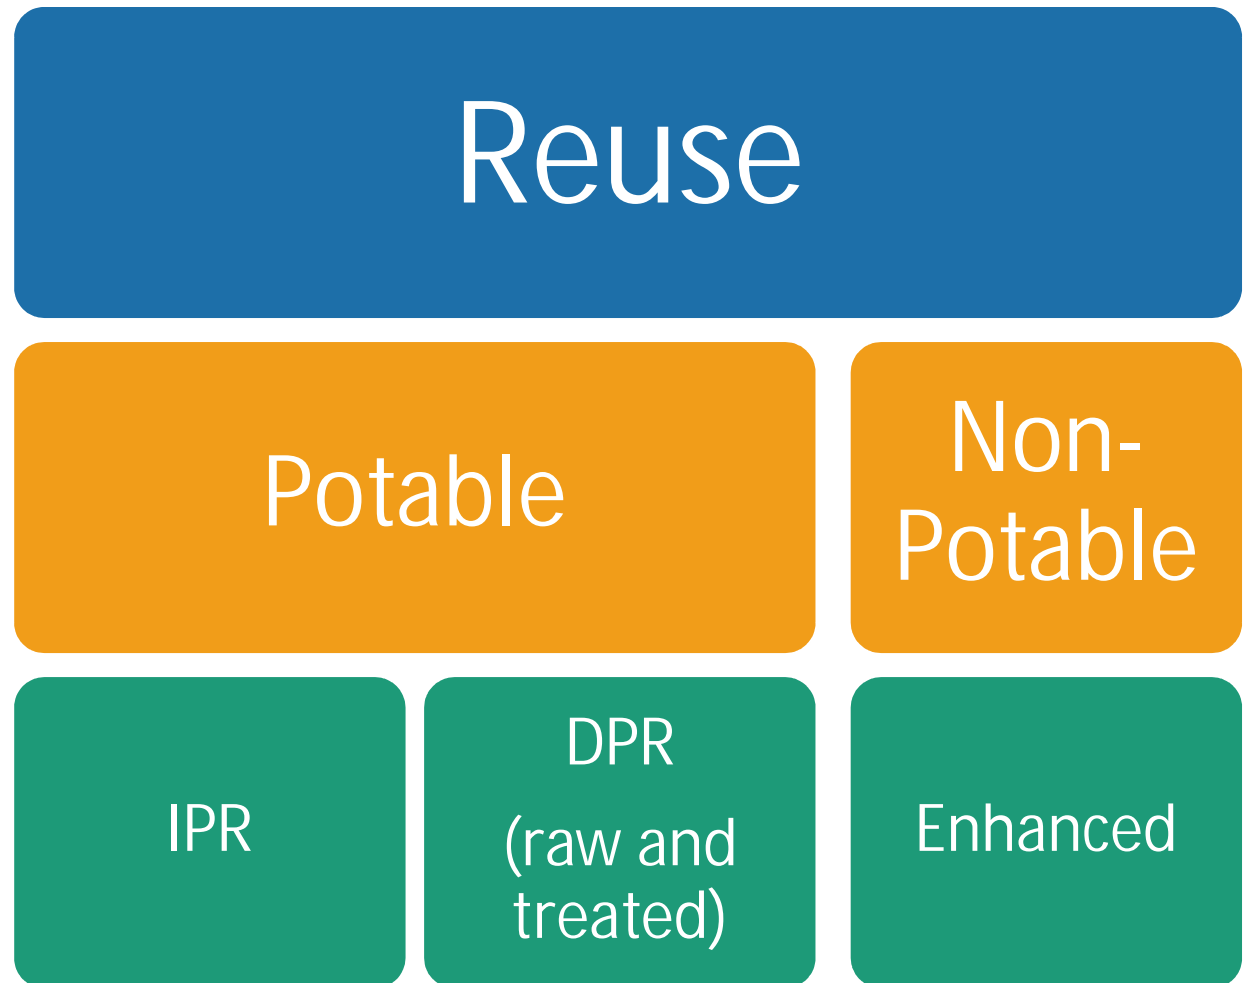 Reuse
Potable
Non-
Potable
IPR
DPR
(raw and
treated)
Enhanced